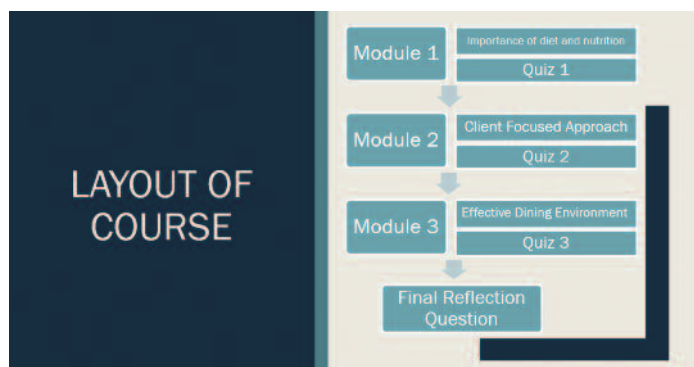 LAYOUT OF
COURSE
Module 1
Importance of diet and nutrition
Quiz 1
Module 2
Client Focused Approach
Quiz 2
Module 3
Effective Dining Environment
Quiz 3
Final Reflection
Question